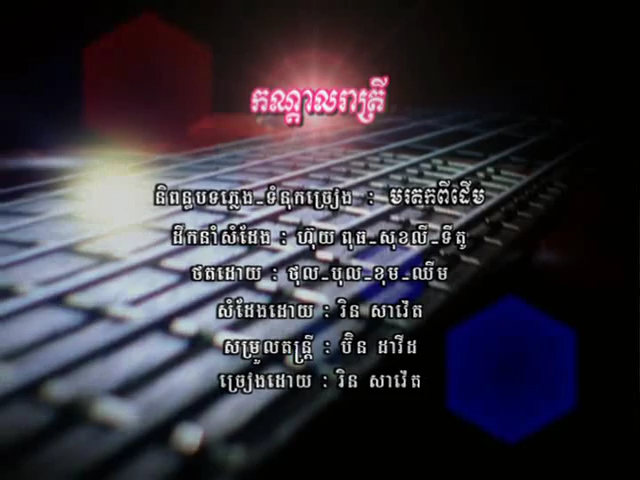 កណ្ដាលរាត្រី
និពន្ធបទភ្លេង-ទំនុកច្រៀង : មរតកពីដើម
ដឹកនាំសំដែង : ហ៊ុយ ពុធ-សុខលី-ទីតូ
ថតដោយ : ថុល-បុល-ខុម-ឈឹម
សំដែងដោយ : រិន សាវ៉េត
សម្រួលតន្ត្រី : ប៊ិន ដាវីដ
ច្រៀងដោយ : រិន សាវ៉េត